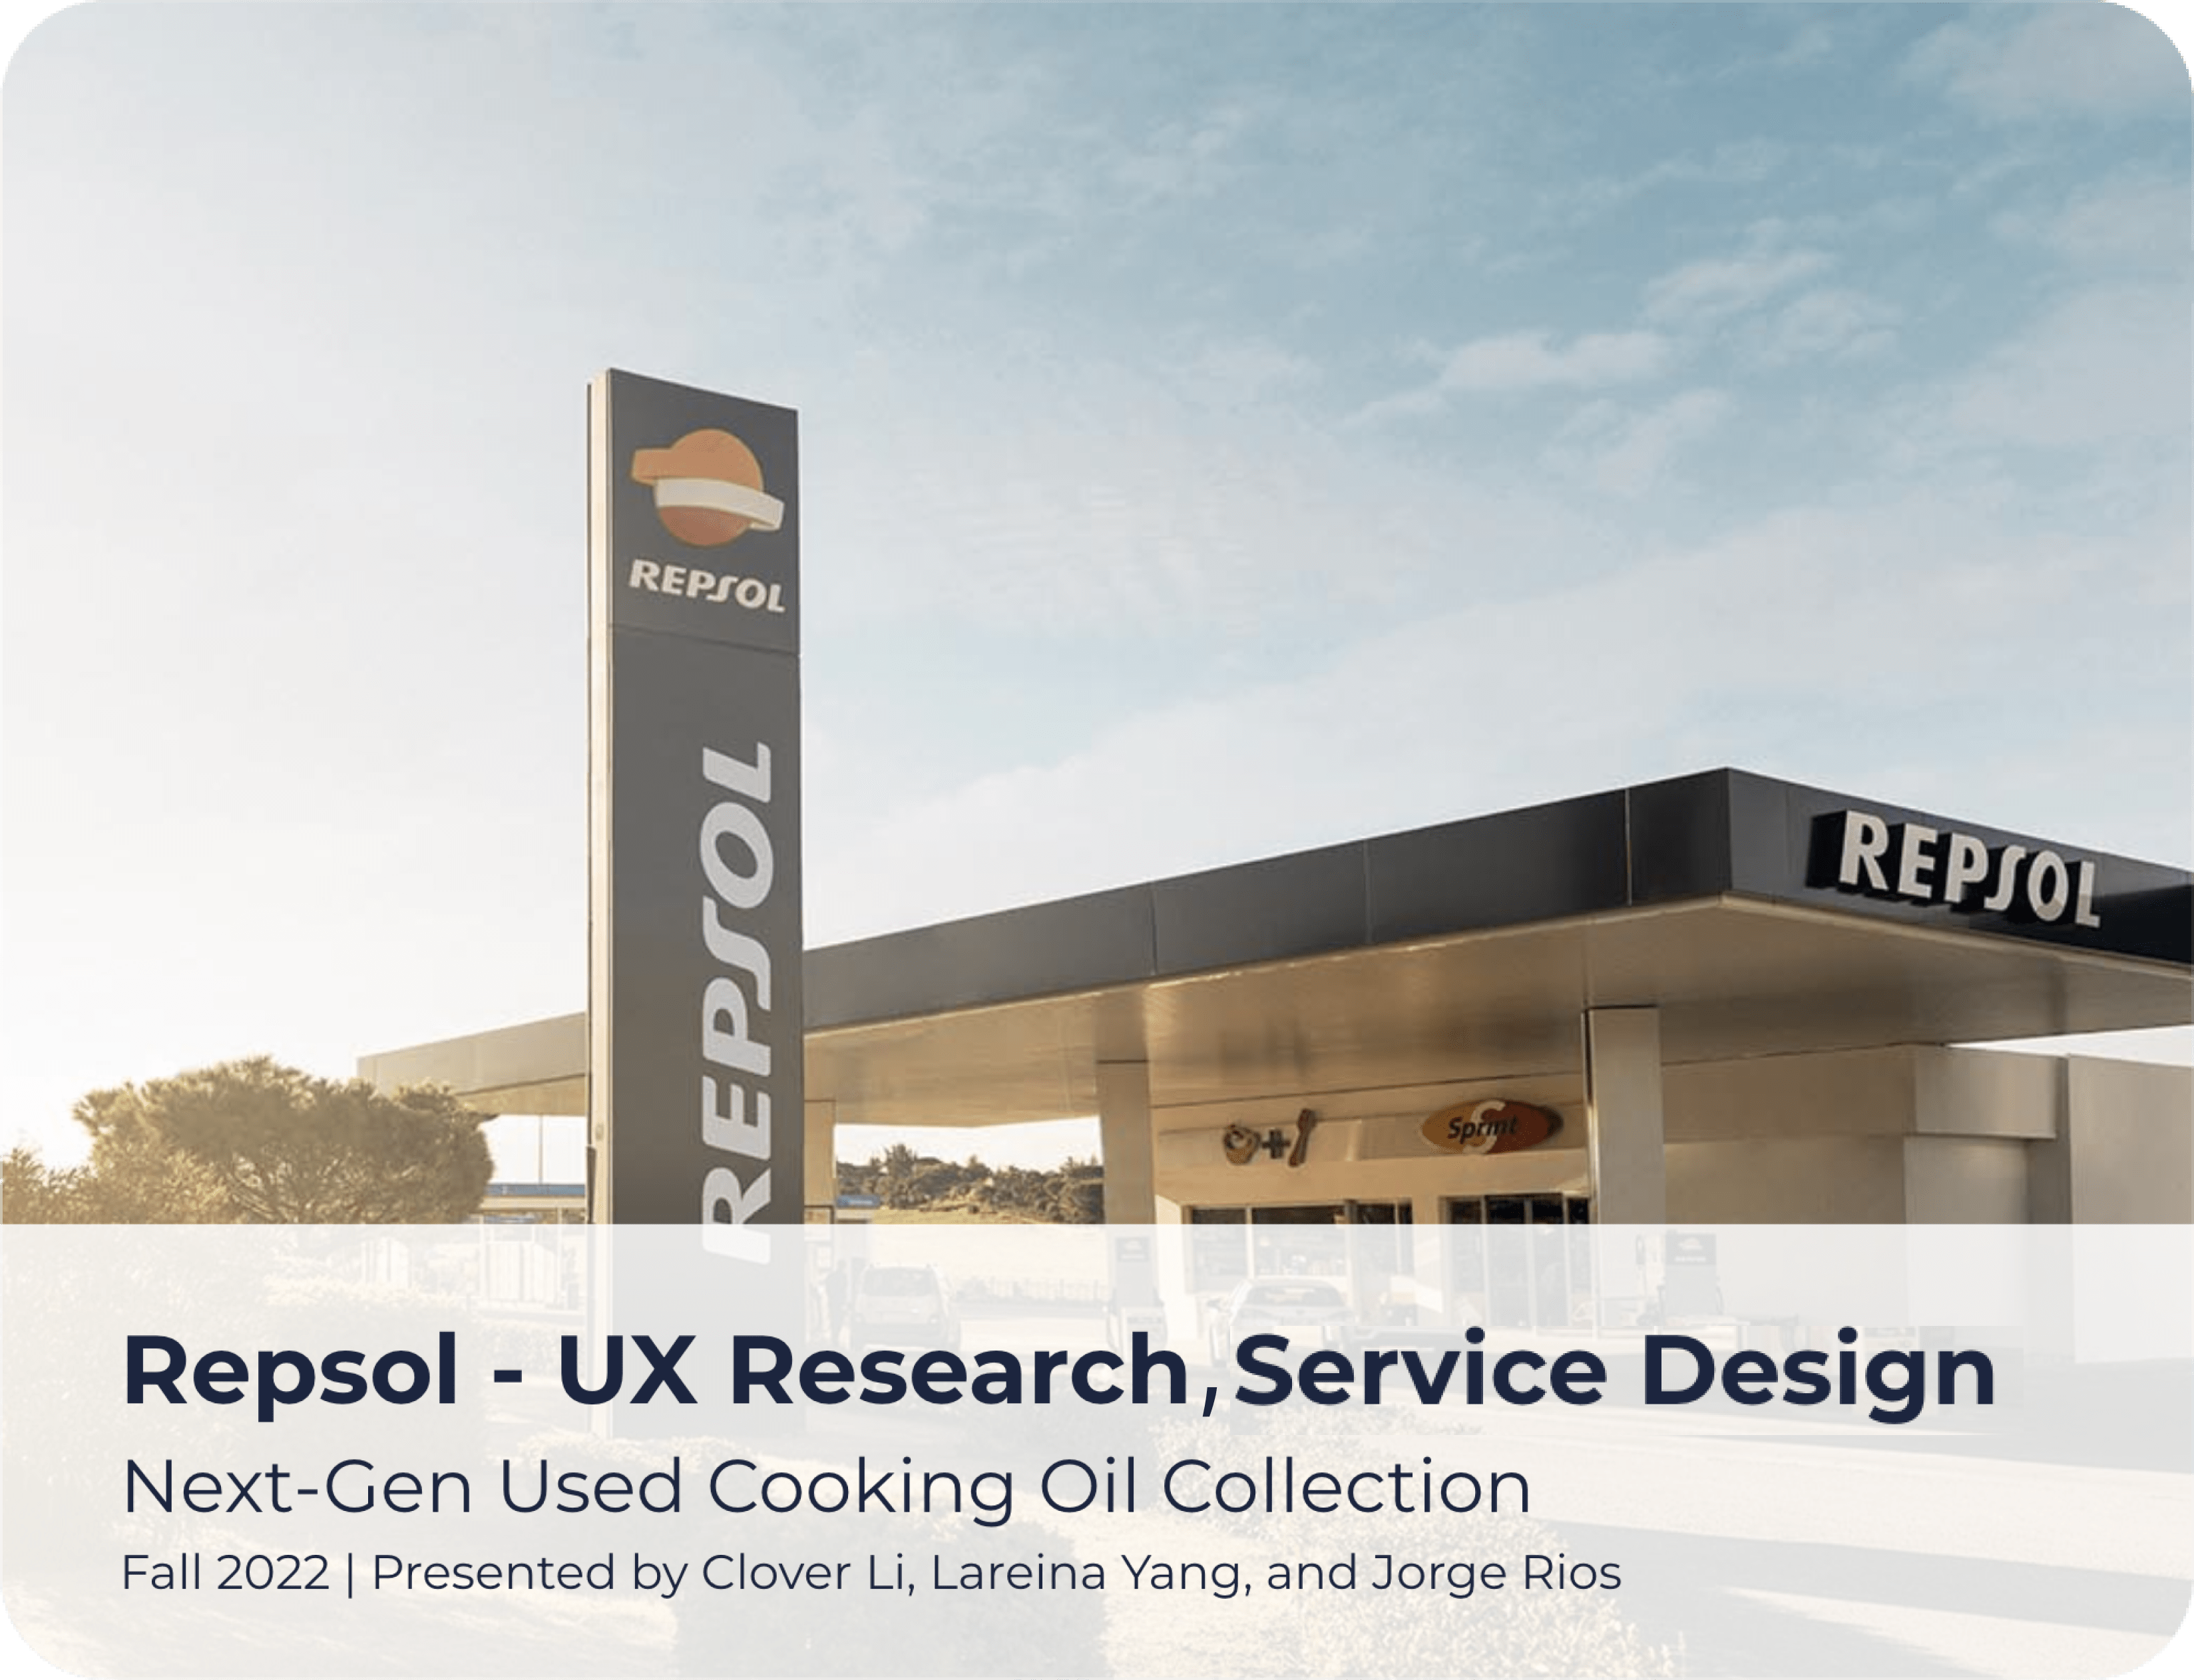 REPSOL
REPSOL
REPSOL
Sprint
Repsol - UX Research, Service Design
Next-Gen Used Cooking Oil Collection
Fall 2022 | Presented by Clover Li, Lareina Yang, and Jorge Rios